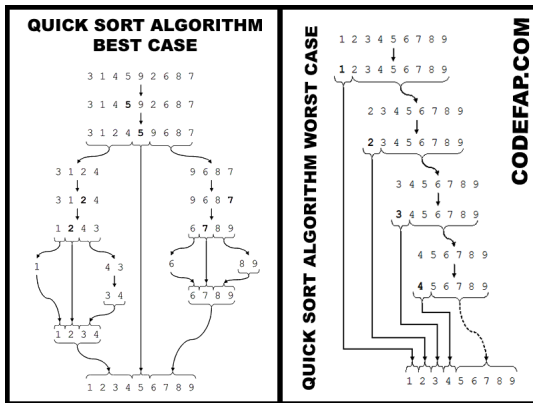 QUICK SORT ALGORITHM
BEST CASE
3 1 4 5 9 2 6 8 7
3 1 4 5 9 2 6 8 7
3 1 2 4 5 9 6 8 7
3 1 2 4
9 6 8 7
3 1 2 4
9 6 8 7
1 2 4 3
6 7 8 9
1
4 3
6
8 9
3 4
6 7 8 9
1 2 3 4
1 2 3 4 5 6 7 8 9
QUICK SORT ALGORITHM WORST CASE
1 2 3 4 5 6 7 8 9
1 2 3 4 5 6 7 8 9
2 3 4 5 6 7 8 9
2 3 4 5 6 7 8 9
3 4 5 6 7 8 9
3 4 5 6 7 8 9
4 5 6 7 8 9
4 5 6 7 8 9
1 2 3 4 5 6 7 8 9
CODEFAP.COM